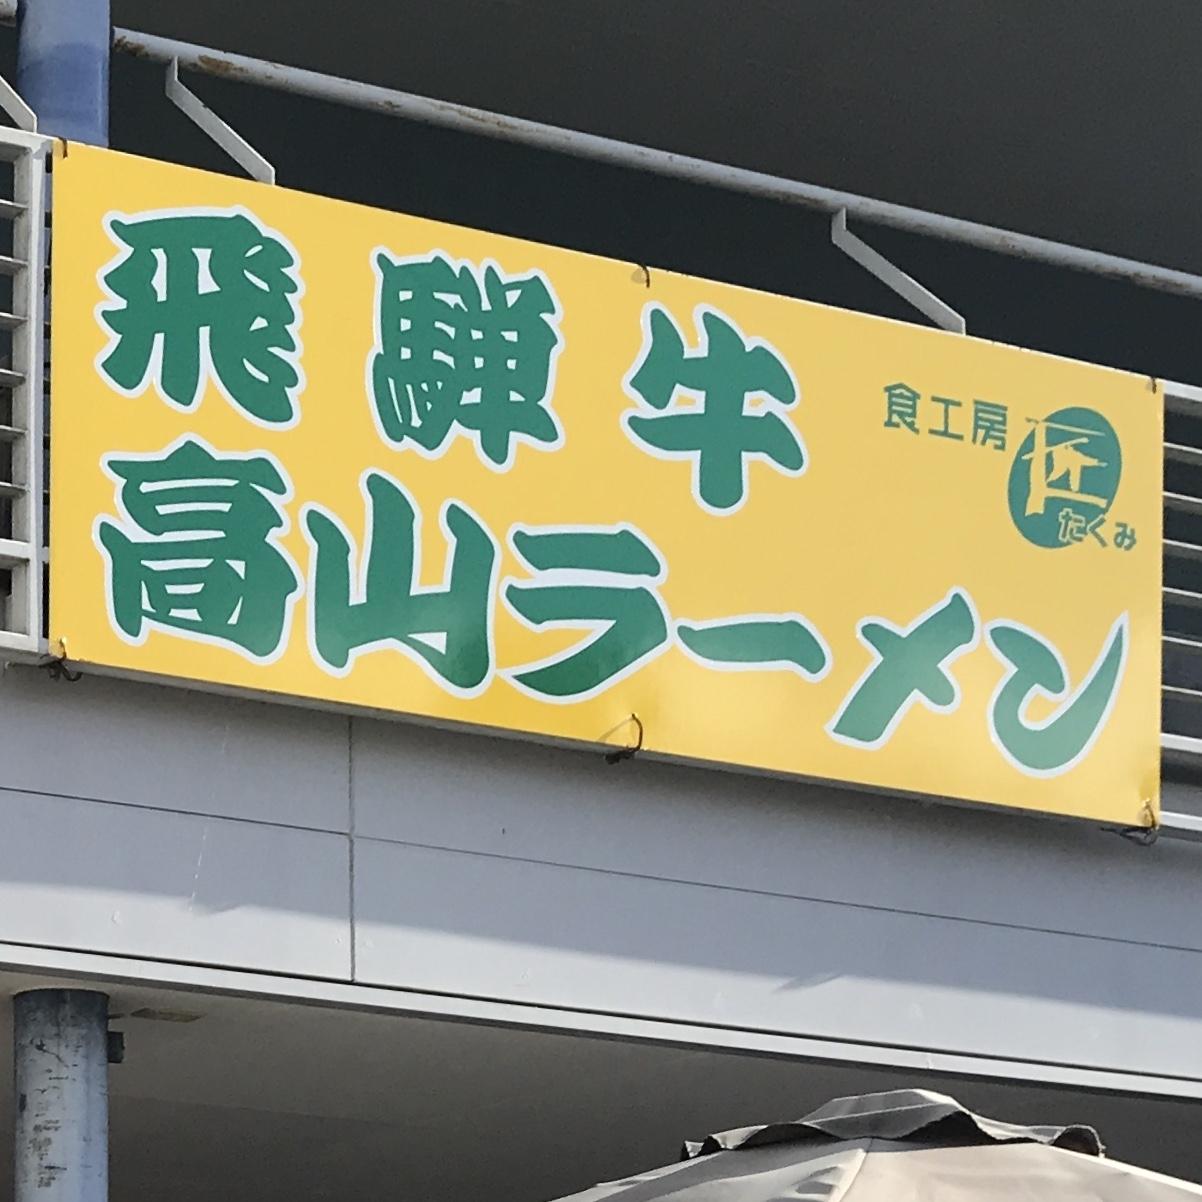 飛騨牛
高山ラーメン
食工房 匠
たくみ